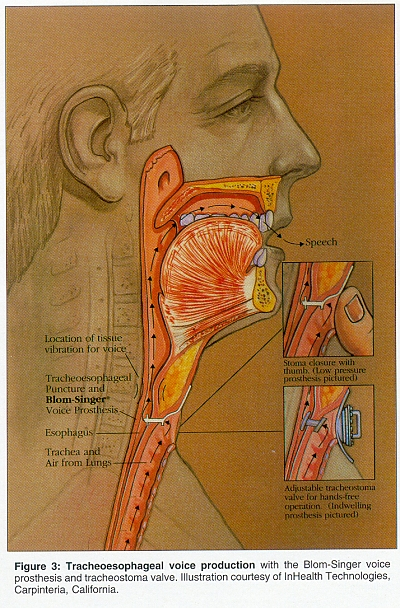 Speech
Location of tissue
vibration for voice
Tracheoesophageal
Puncture and
Blom-Singer®
Voice Prosthesis
Esophagus
Trachea and
Air from Lungs
Stoma closure with
thumb. (Low pressure
prosthesis pictured)
Adjustable tracheostoma
valve for hands-free
operation. (Indwelling
prosthesis pictured)
Figure 3: Tracheoesophageal voice production with the Blom-Singer voice
prosthesis and tracheostoma valve. Illustration courtesy of InHealth Technologies,
Carpinteria, California.